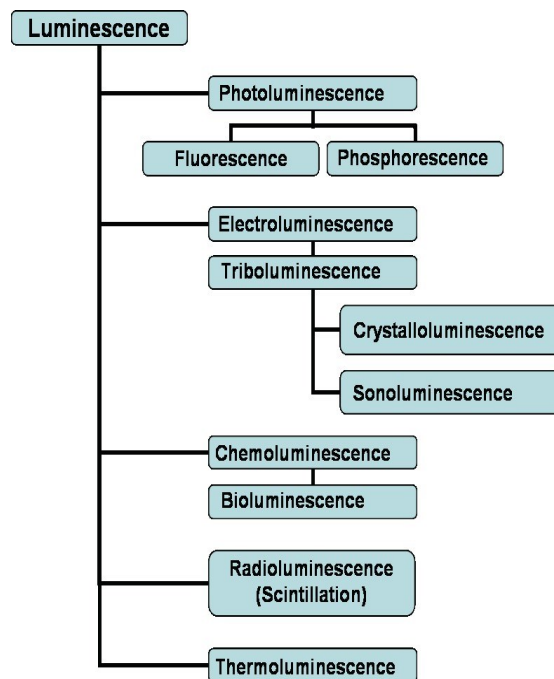 Luminescence
Photoluminescence
Fluorescence
Phosphorescence
Electroluminescence
Triboluminescence
Crystalloluminescence
Sonoluminescence
Chemoluminescence
Bioluminescence
Radioluminescence
(Scintillation)
Thermoluminescence